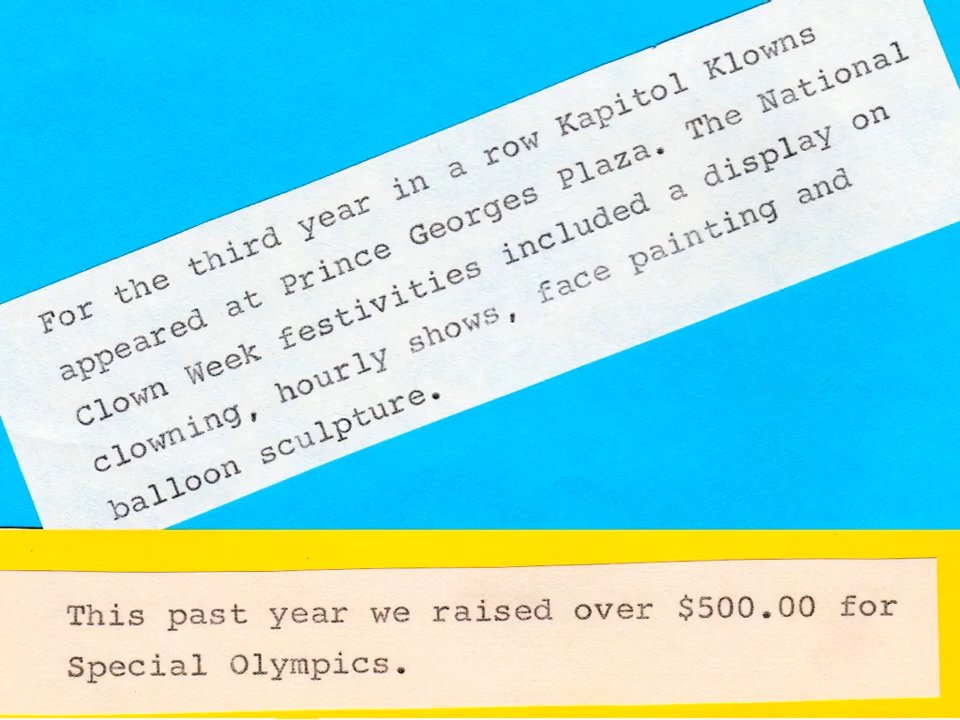 For the third year in a row Kapitol Klowns
appeared at Prince Georges Plaza. The National
Clown Week festivities included a display on
clowning, hourly shows, face painting and
balloon sculpture.
This past year we raised over $500.00 for
Special Olympics.